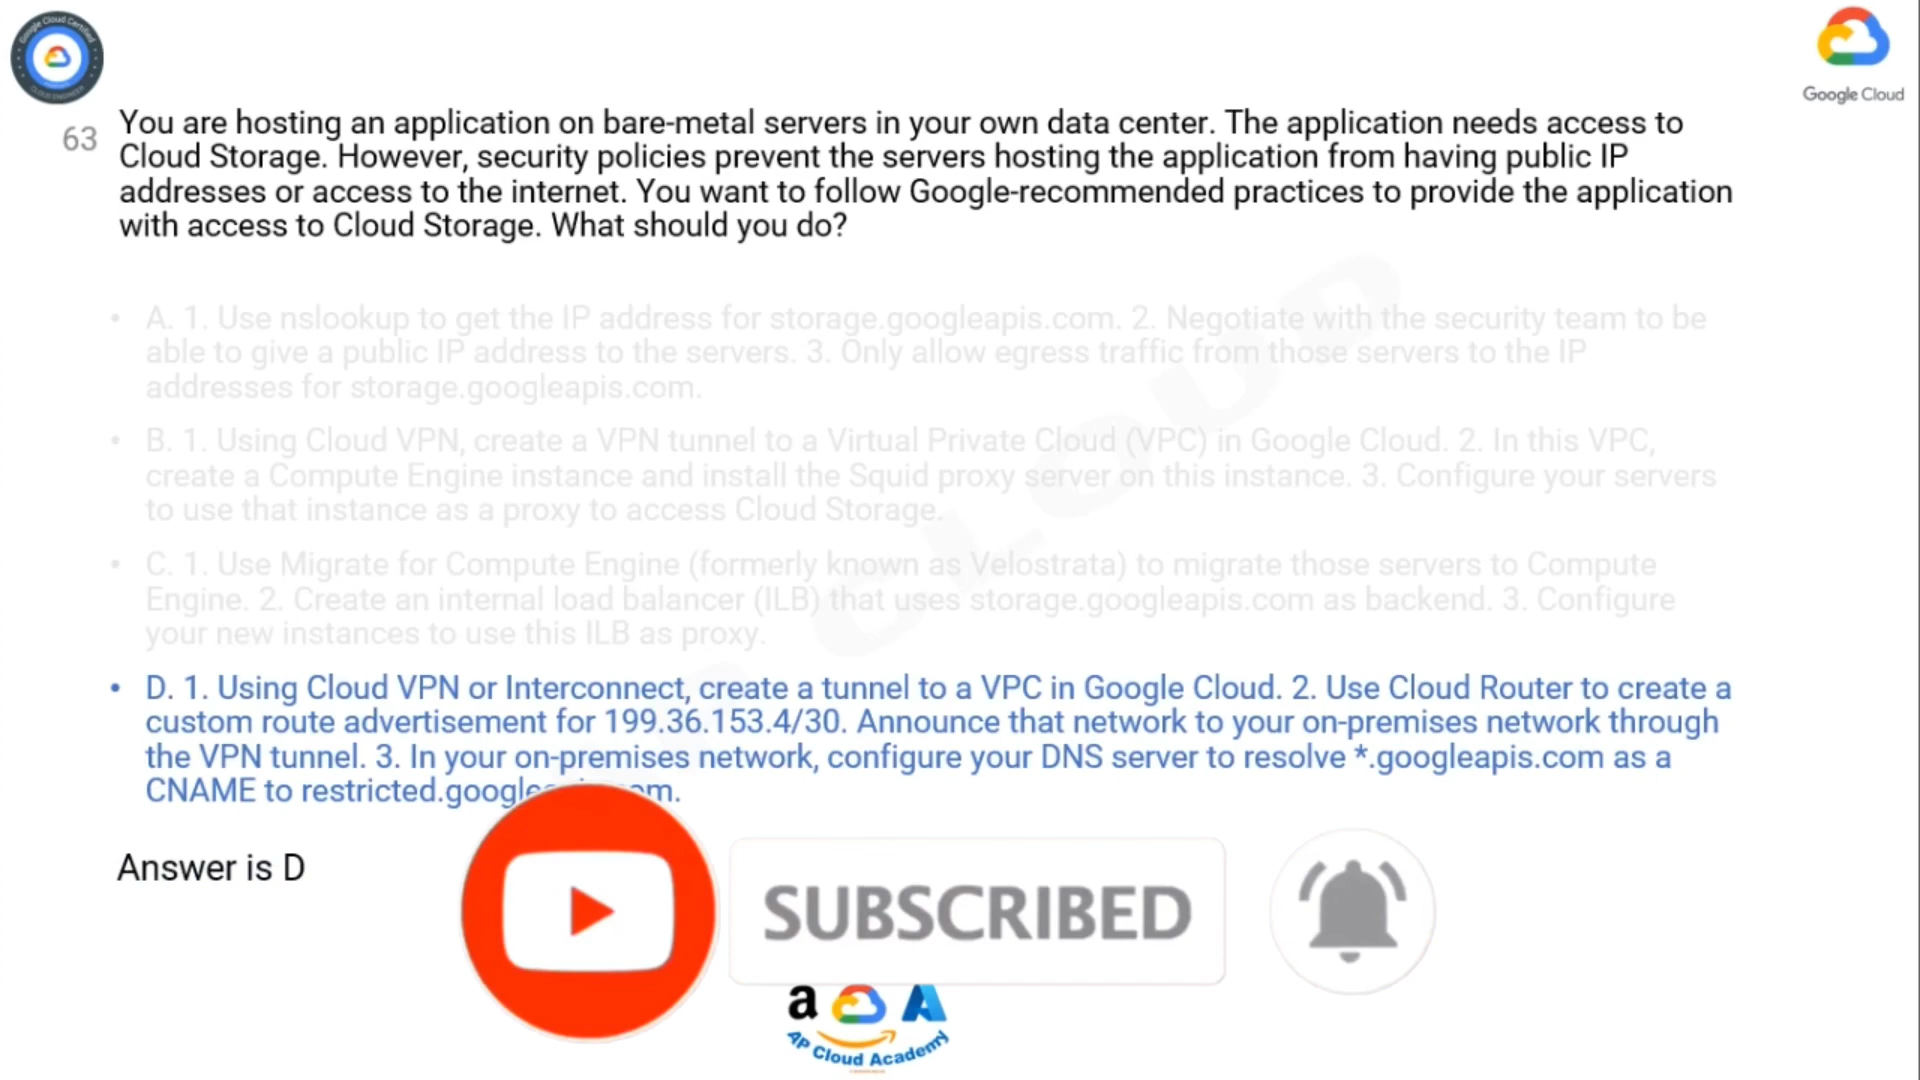 Google Cloud Certified
CLOUD ENGINEER
Google Cloud
63
You are hosting an application on bare-metal servers in your own data center. The application needs access to
Cloud Storage. However, security policies prevent the servers hosting the application from having public IP
addresses or access to the internet. You want to follow Google-recommended practices to provide the application
with access to Cloud Storage. What should you do?
• A. 1. Use nslookup to get the IP address for storage.googleapis.com. 2. Negotiate with the security team to be
able to give a public IP address to the servers. 3. Only allow egress traffic from those servers to the IP
addresses for storage.googleapis.com.
• B. 1. Using Cloud VPN, create a VPN tunnel to a Virtual Private Cloud (VPC) in Google Cloud. 2. In this VPC,
create a Compute Engine instance and install the Squid proxy server on this instance. 3. Configure your servers
to use that instance as a proxy to access Cloud Storage.
• C. 1. Use Migrate for Compute Engine (formerly known as Velostrata) to migrate those servers to Compute
Engine. 2. Create an internal load balancer (ILB) that uses storage.googleapis.com as backend. 3. Configure
your new instances to use this ILB as proxy.
• D. 1. Using Cloud VPN or Interconnect, create a tunnel to a VPC in Google Cloud. 2. Use Cloud Router to create a
custom route advertisement for 199.36.153.4/30. Announce that network to your on-premises network through
the VPN tunnel. 3. In your on-premises network, configure your DNS server to resolve *.googleapis.com as a
CNAME to
CLOUD
Answer is D
SUBSCRIBED
a
AP Cloud Academy